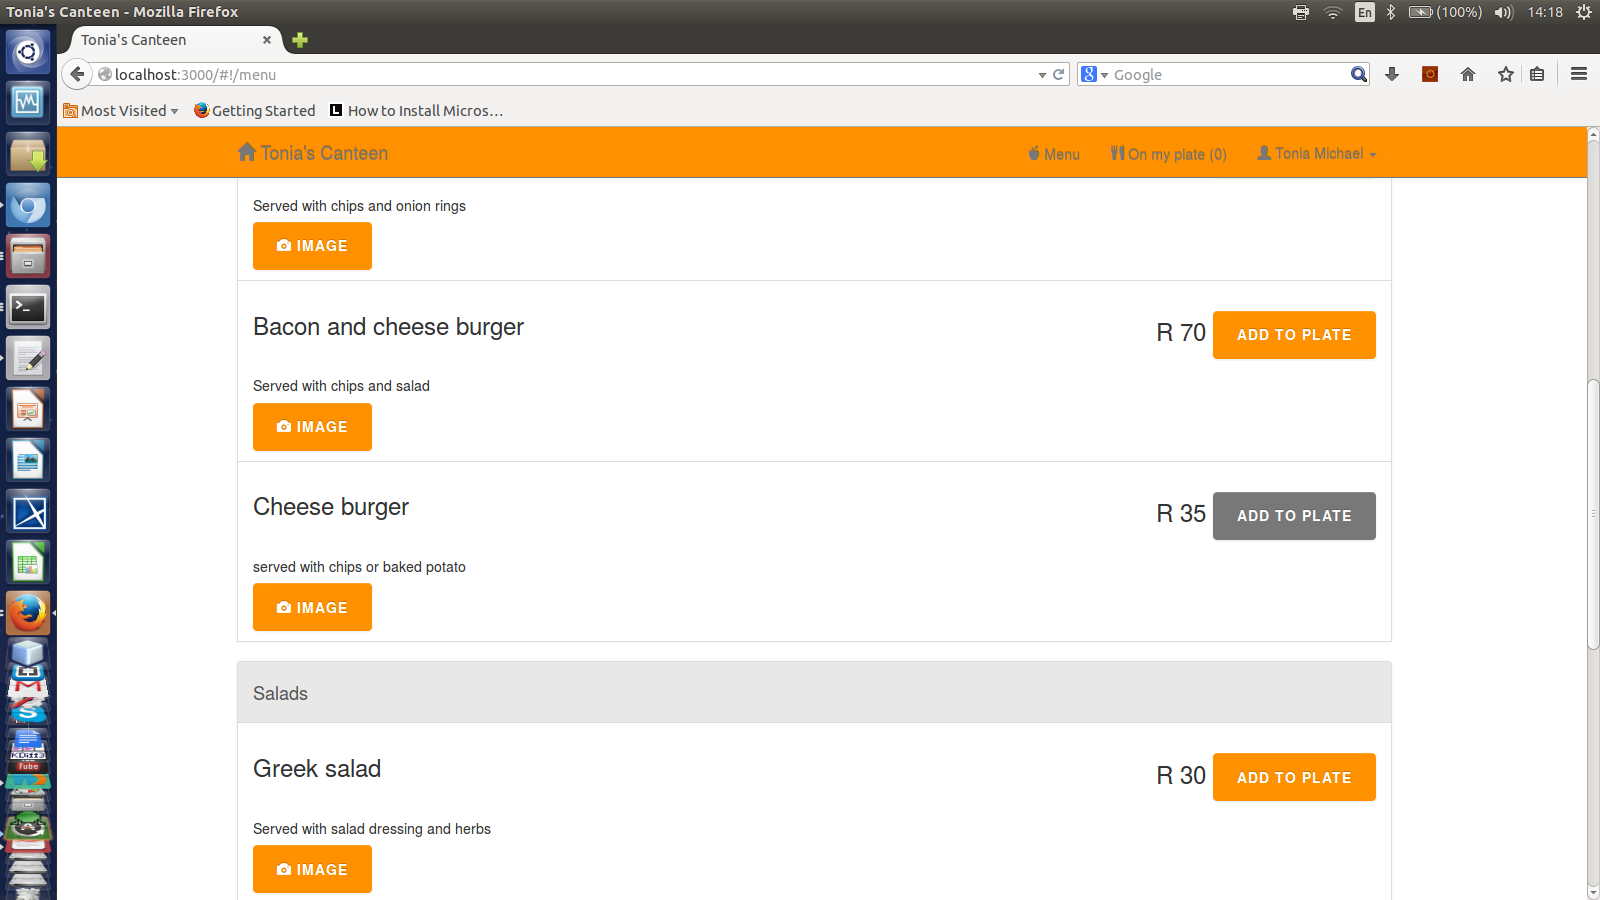 Tonia's Canteen - Mozilla Firefox
En
(100%)
14:18
Tonia's Canteen
localhost:3000/#!/menu
Google
Most Visited
Getting Started
How to Install Micros...
Tonia's Canteen
Menu
On my plate (0)
Tonia Michael
Served with chips and onion rings
IMAGE
Bacon and cheese burger
R 70
ADD TO PLATE
Served with chips and salad
IMAGE
Cheese burger
R 35
ADD TO PLATE
served with chips or baked potato
IMAGE
Salads
Greek salad
R 30
ADD TO PLATE
Served with salad dressing and herbs
IMAGE